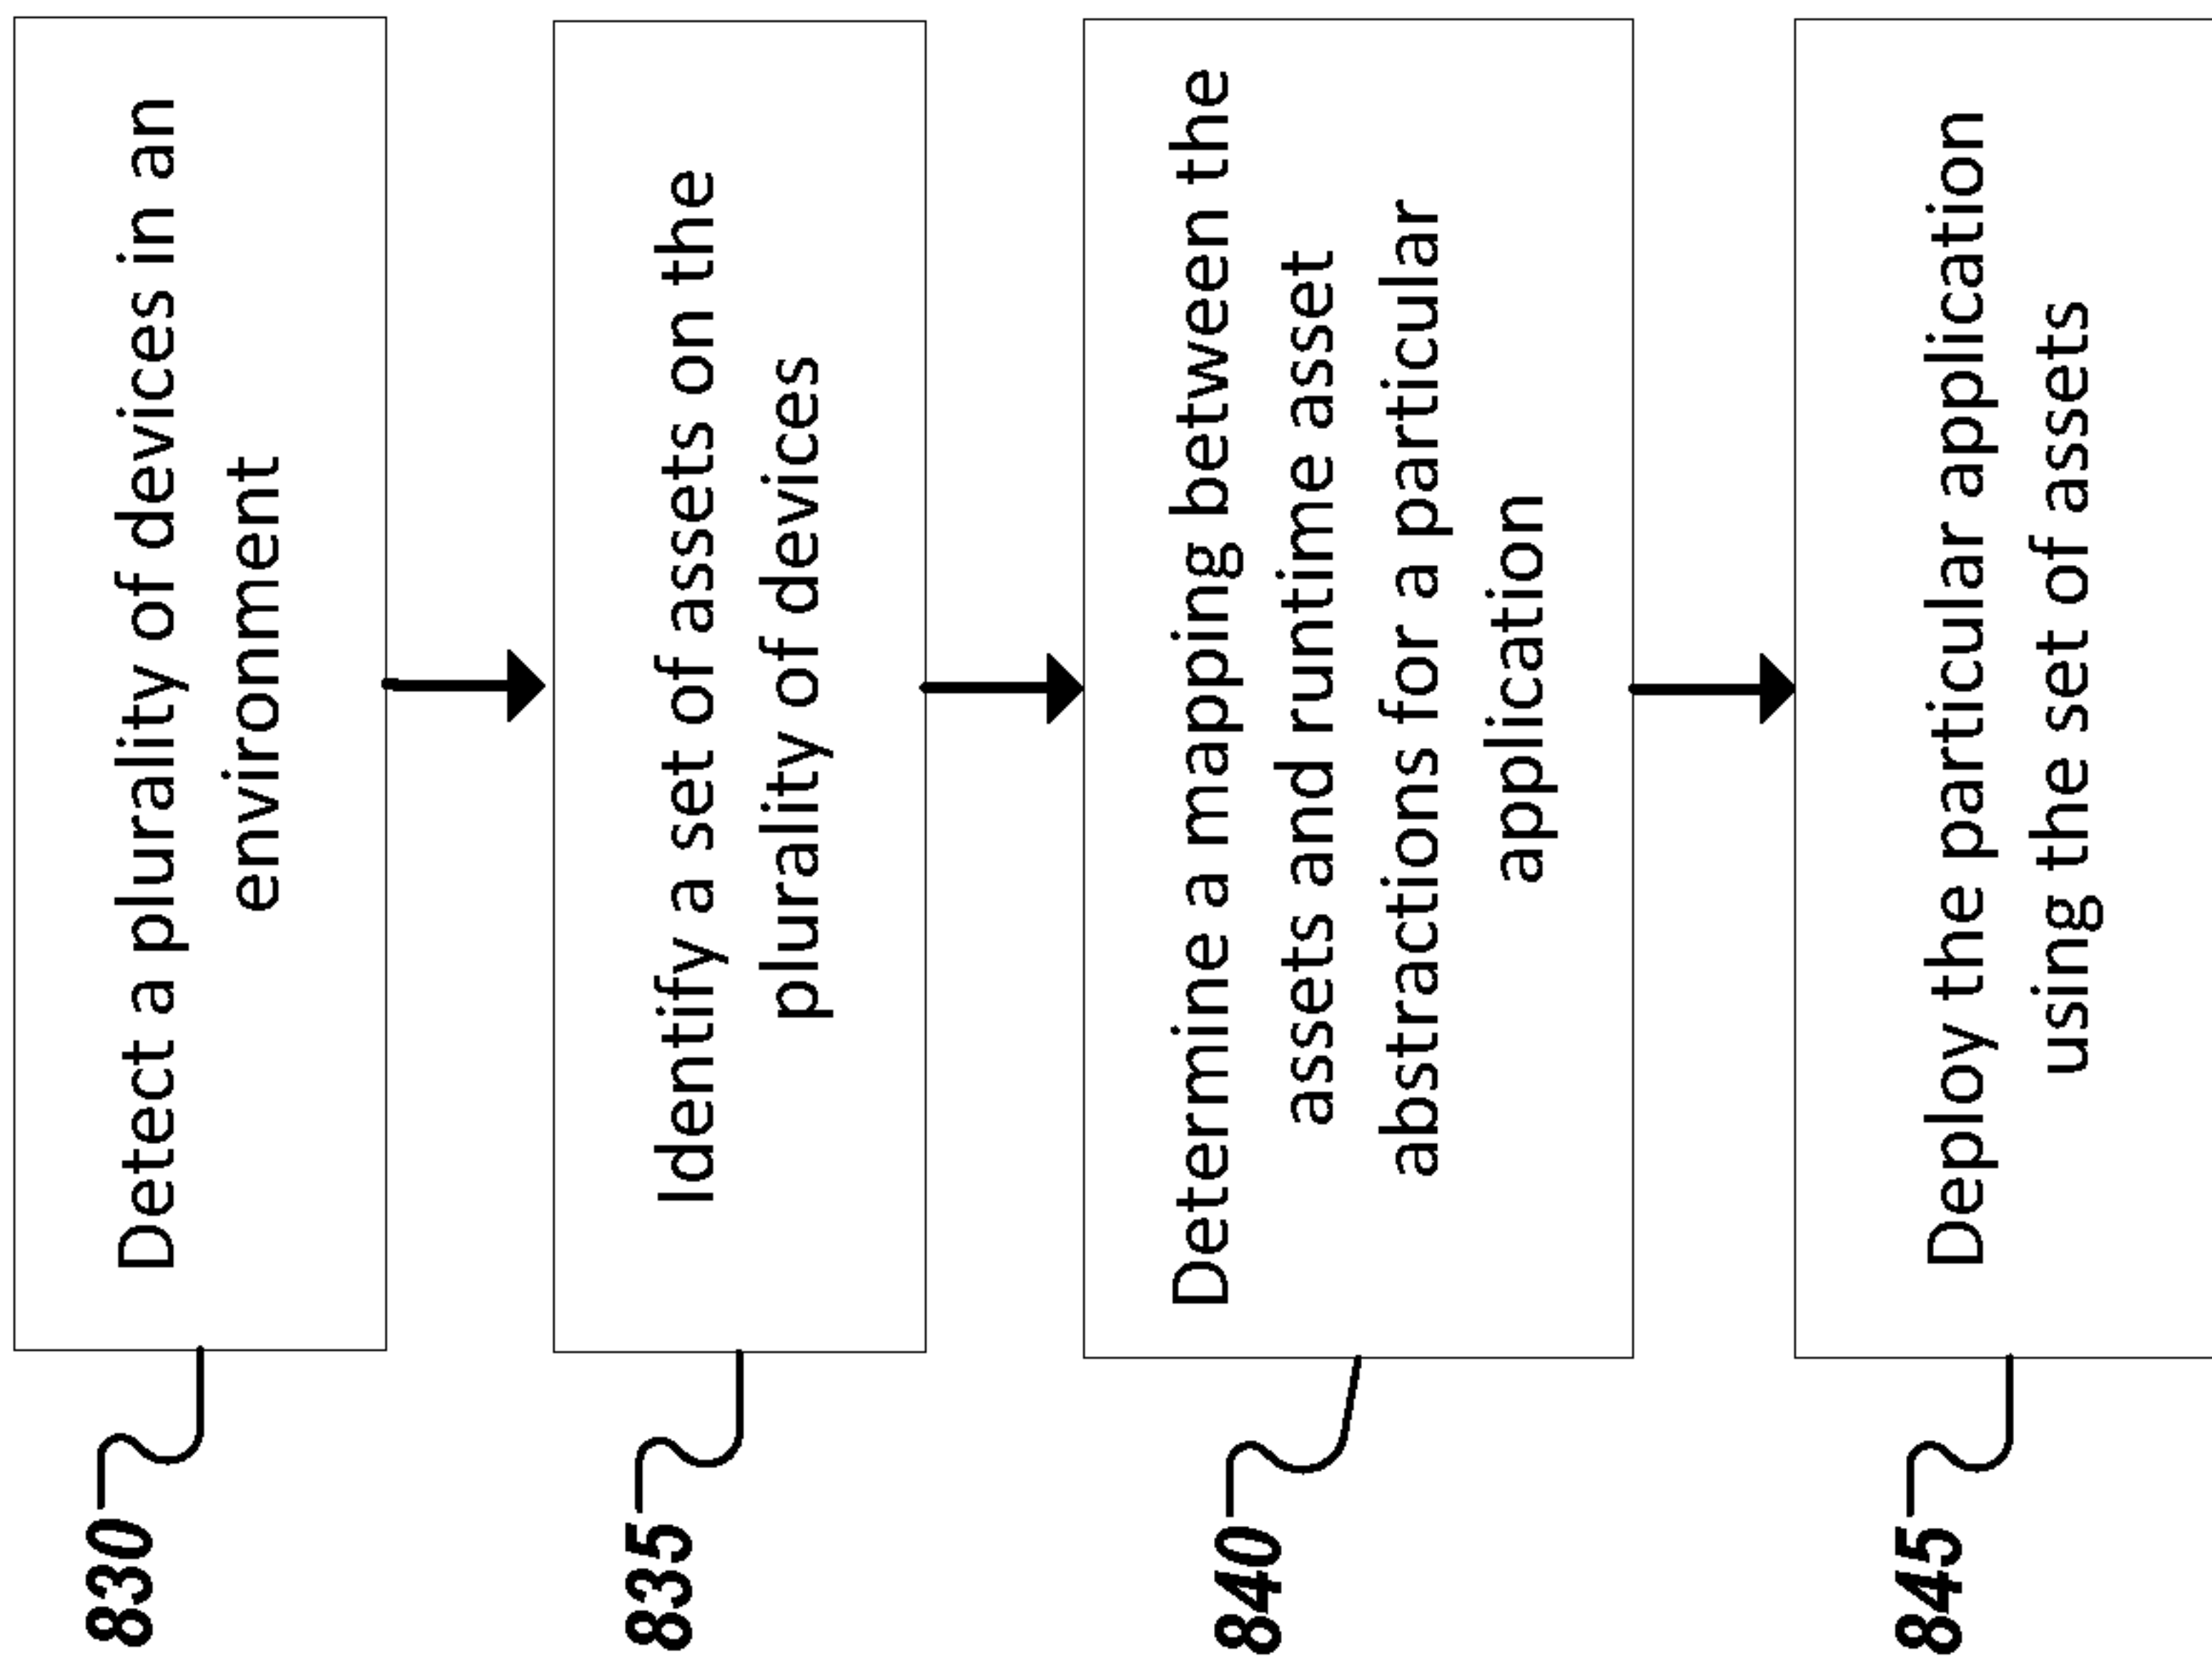 830
Detect a plurality of devices in an
environment
835
Identify a set of assets on the
plurality of devices
840
Determine a mapping between the
assets and runtime asset
abstractions for a particular
application
845
Deploy the particular application
using the set of assets